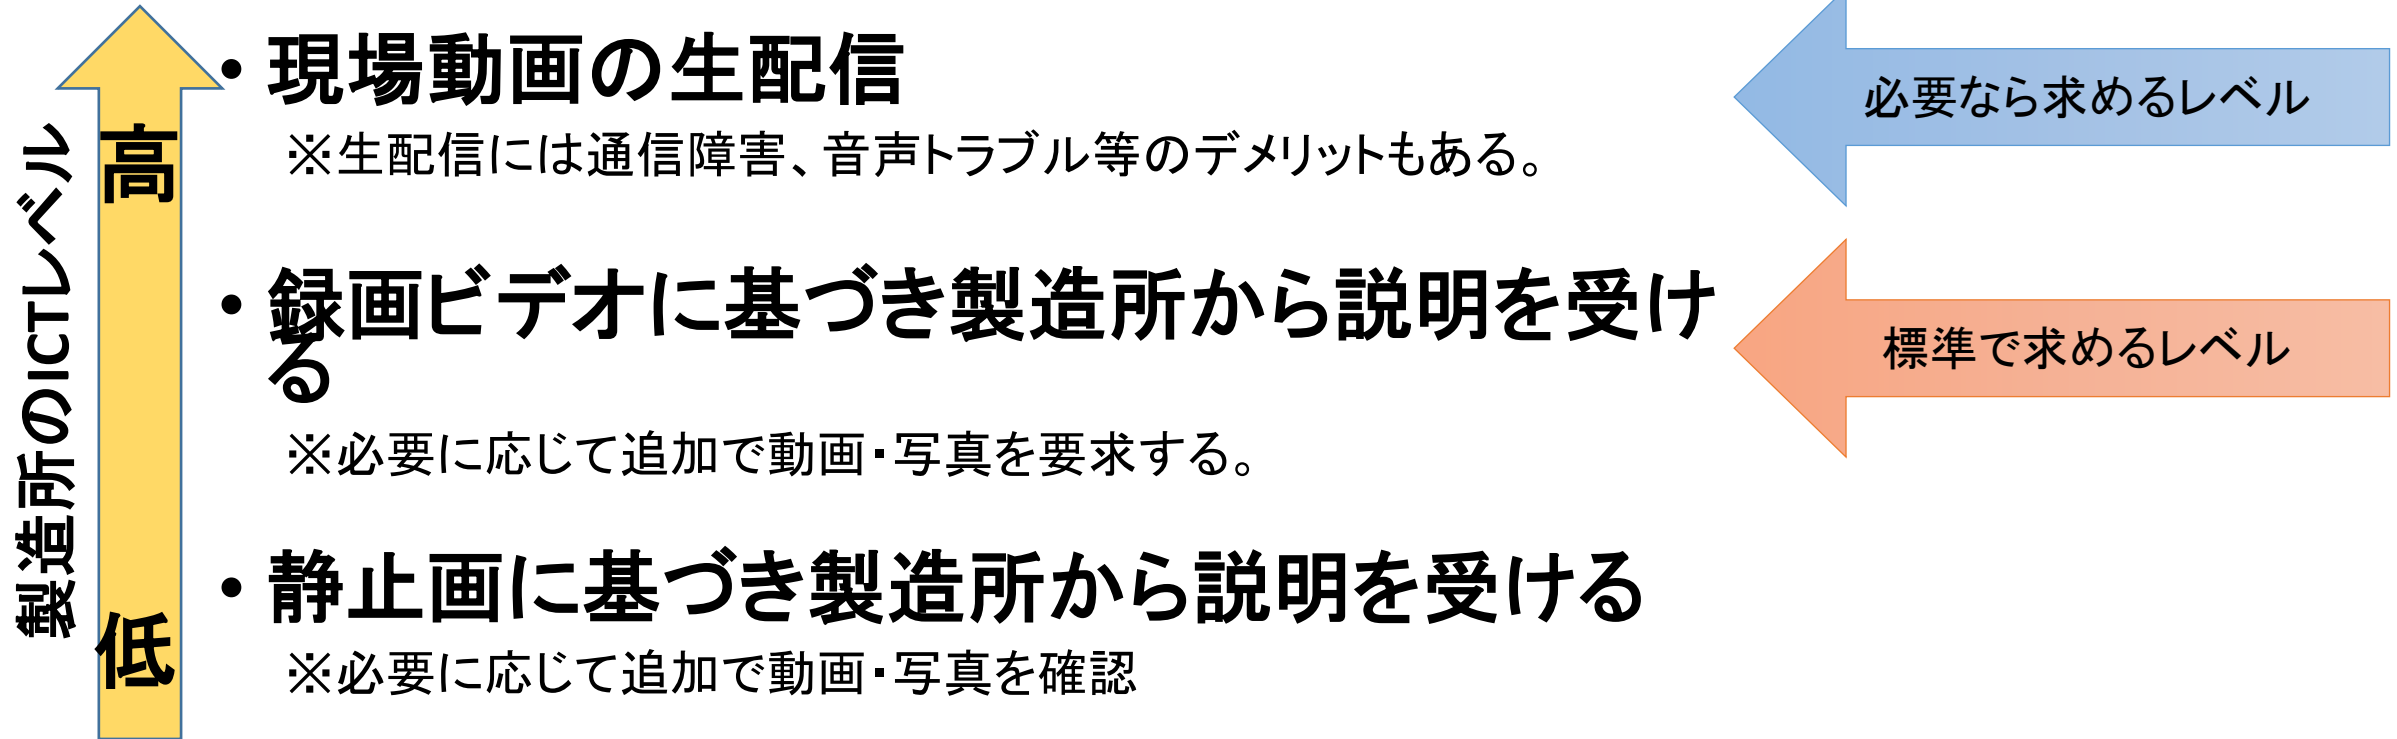 製造所のICTレベル
高
低
・現場動画の生配信
※生配信には通信障害、音声トラブル等のデメリットもある。
・録画ビデオに基づき製造所から説明を受け
る
※必要に応じて追加で動画・写真を要求する。
・静止画に基づき製造所から説明を受ける
※必要に応じて追加で動画・写真を確認
必要なら求めるレベル
標準で求めるレベル